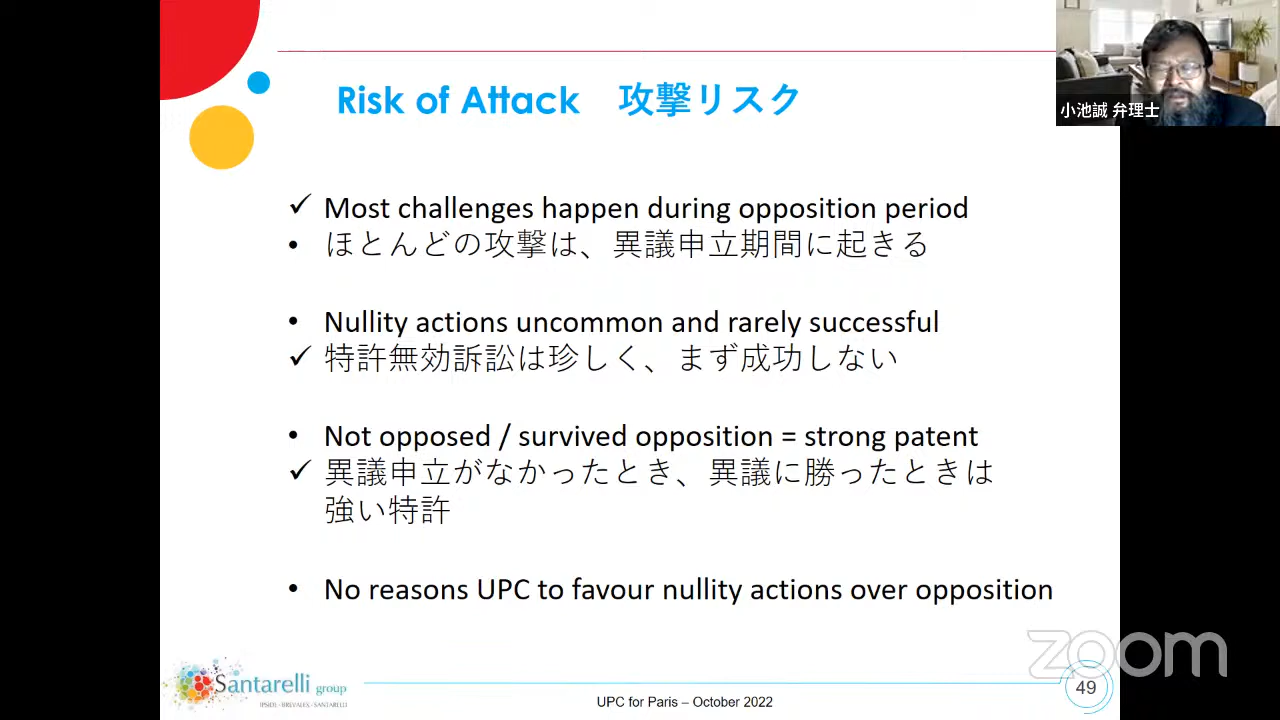 Risk of Attack 攻撃リスク
小池誠 弁理士
✓ Most challenges happen during opposition period
• ほとんどの攻撃は、異議申立期間に起きる
• Nullity actions uncommon and rarely successful
✓ 特許無効訴訟は珍しく、まず成功しない
• Not opposed / survived opposition = strong patent
✓ 異議申立がなかったとき、異議に勝ったときは
強い特許
• No reasons UPC to favour nullity actions over opposition
zoom
Santarelli group
IPSIDE - BREVALEX - SANTARELLI
UPC for Paris – October 2022
49